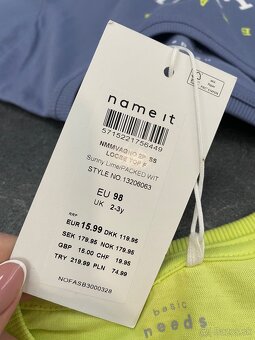 name it
5715221756449
NMMVAGNO 2P SS
LOOSE TOP F
Sunny Lime/PACKED WIT
STYLE NO 13206063
EU 98
UK 2-3y
EUR 15.99 DKK 119.95
SEK 179.95 NOK 179.95
GBP 15.00 CHF 19.95
TRY 219.99 PLN 74.99
NOFASB3000328
basic
needs